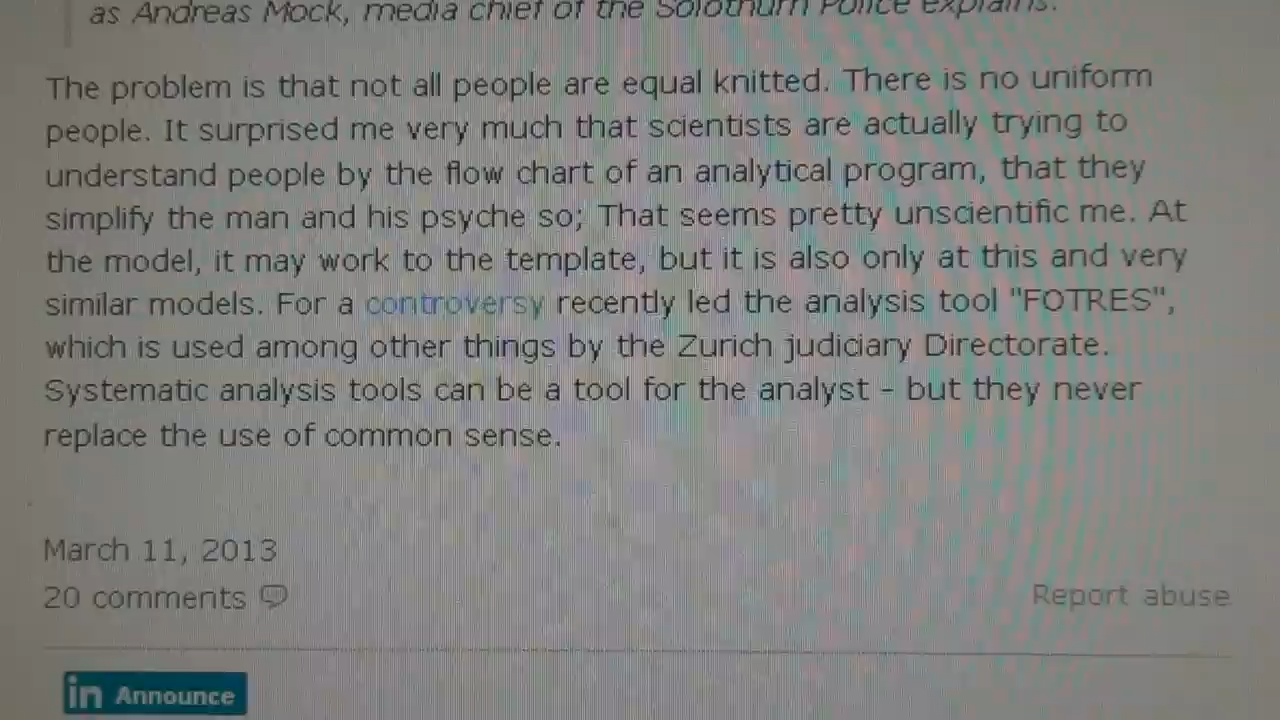 as Andreas Mock, media chief of the Solothurn Police explains.
The problem is that not all people are equal knitted. There is no uniform
people. It surprised me very much that scientists are actually trying to
understand people by the flow chart of an analytical program, that they
simplify the man and his psyche so; That seems pretty unscientific me. At
the model, it may work to the template, but it is also only at this and very
similar models. For a controversy recently led the analysis tool "FOTRES",
which is used among other things by the Zurich judiciary Directorate.
Systematic analysis tools can be a tool for the analyst - but they never
replace the use of common sense.
March 11, 2013
20 comments
Report abuse
in Announce